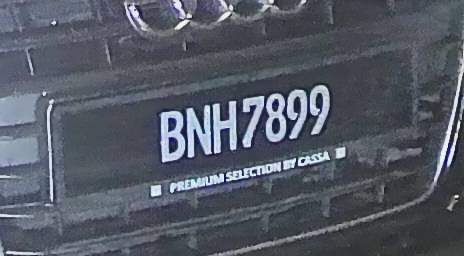 BNH7899
PREMIUM SELECTION BY CASSA